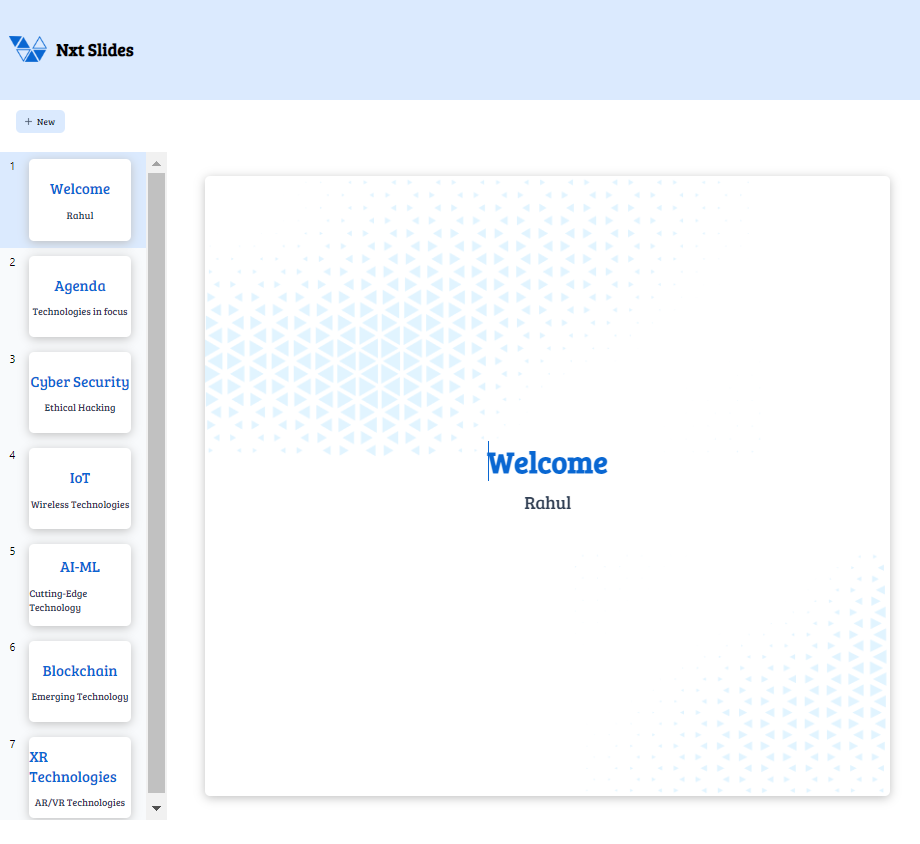 Nxt Slides
+ New
1
Welcome
Rahul
2
Agenda
Technologies in focus
3
Cyber Security
Ethical Hacking
4
IoT
Wireless Technologies
5
AI-ML
Cutting-Edge
Technology
6
Blockchain
Emerging Technology
7
XR
Technologies
AR/VR Technologies
Welcome
Rahul